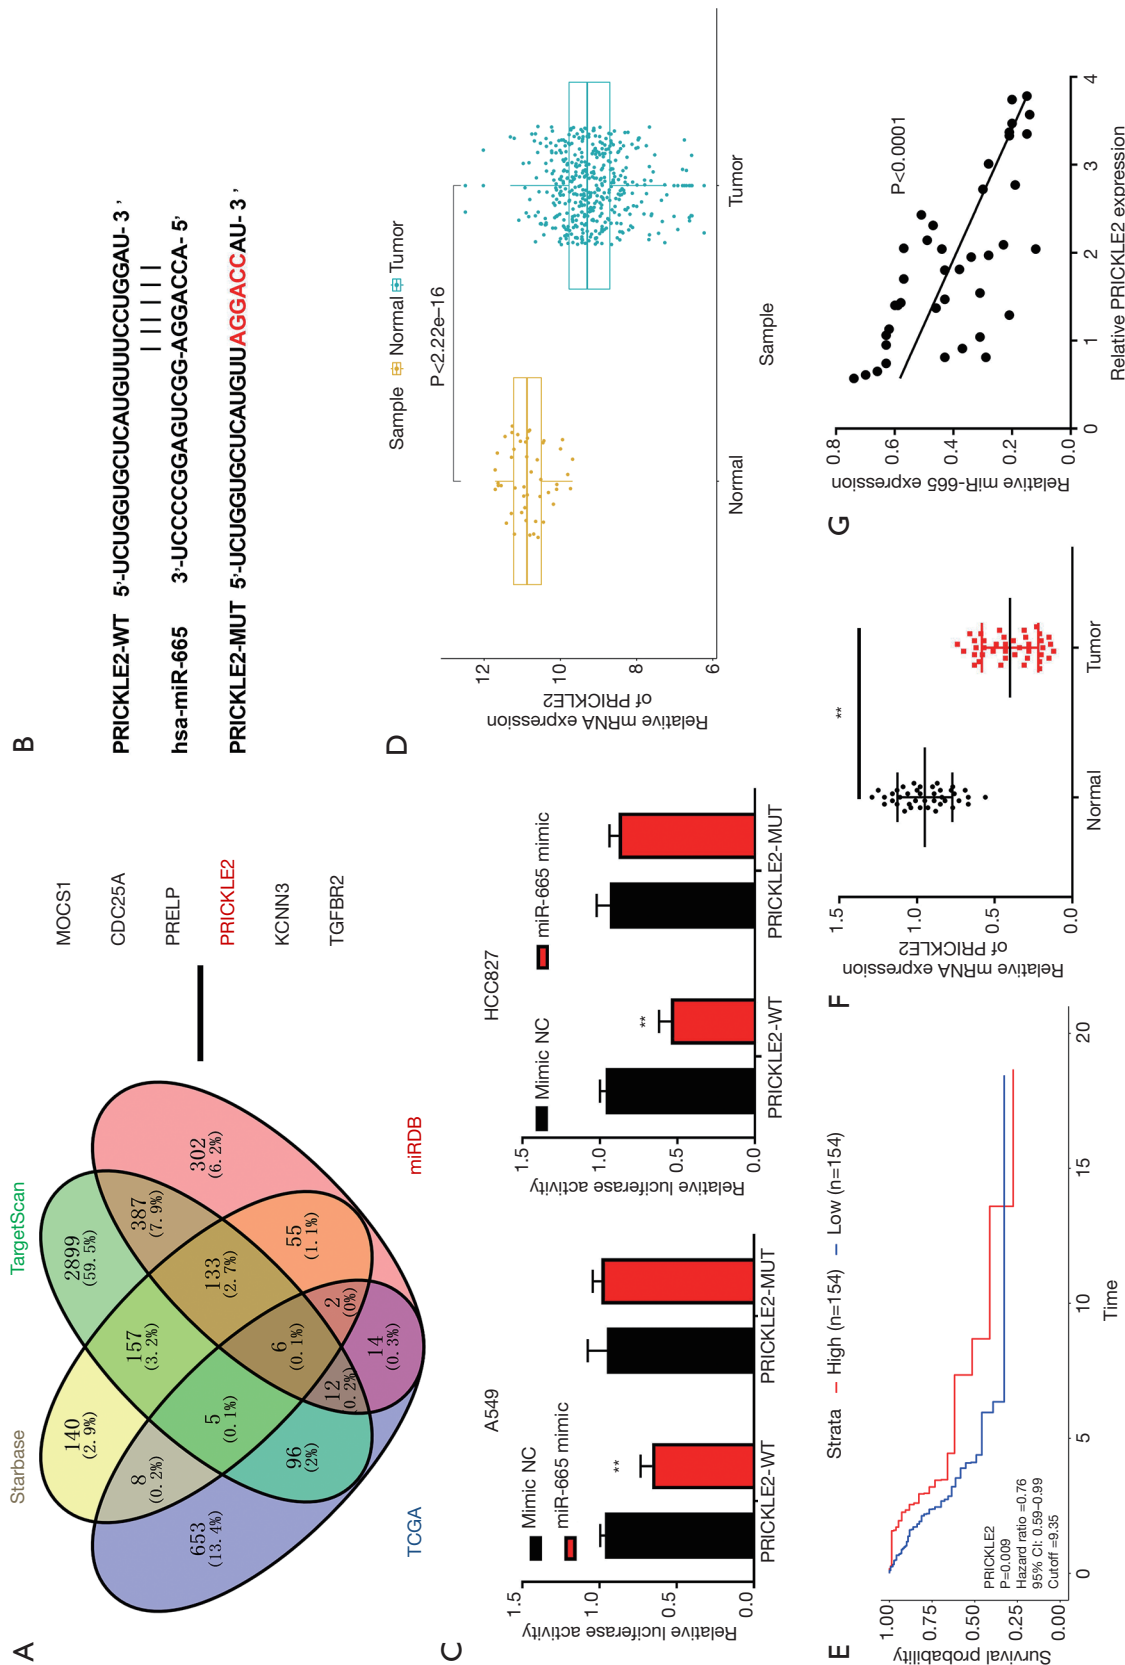 A
Starbase
TargetScan
TCGA
miRDB
653
(13.4%)
140
(2.9%)
2899
(59.5%)
302
(6.2%)
8
(0.2%)
157
(3.2%)
387
(7.9%)
5
(0.1%)
133
(2.7%)
96
(2%)
6
(0.1%)
55
(1.1%)
12
0.2%)
2
(0%)
14
(0.3%)
MOCS1
CDC25A
PRELP
PRICKLE2
KCNN3
TGFBR2
B
PRICKLE2-WT 5'-UCUGGUGCUCAUGUUUCCUGGAU- 3 '
hsa-miR-665 3'-UCCCCGGAGUCGG-AGGACCA- 5'
PRICKLE2-MUT 5'-UCUGGUGCUCAUGUUAGGACCAU- 3 '
C
A549
Mimic NC
miR-665 mimic
Relative luciferase activity
1.5
1.0
0.5
0.0
**
PRICKLE2-WT
PRICKLE2-MUT
HCC827
Mimic NC
miR-665 mimic
Relative luciferase activity
1.5
1.0
0.5
0.0
**
PRICKLE2-WT
PRICKLE2-MUT
D
Sample Normal Tumor
P<2.22e–16
Relative mRNA expression
of PRICKLE2
12
10
8
6
Normal
Tumor
Sample
E
Strata High (n=154) Low (n=154)
Survival probability
1.00
0.75
0.50
0.25
0.00
PRICKLE2
P=0.009
Hazard ratio =0.76
95% CI: 0.59–0.99
Cutoff =9.35
0
5
10
15
20
Time
F
Relative mRNA expression
of PRICKLE2
1.5
1.0
0.5
0.0
**
Normal
Tumor
G
Relative miR-665 expression
0.8
0.6
0.4
0.2
0.0
P<0.0001
0
1
2
3
4
Relative PRICKLE2 expression